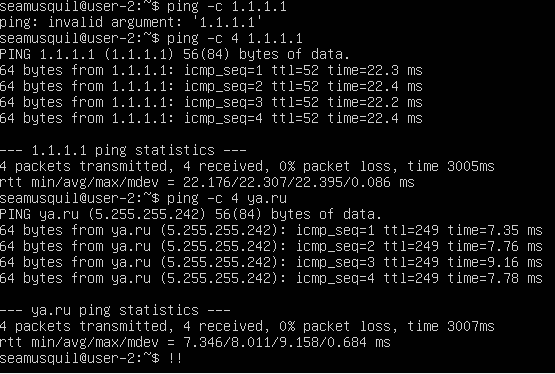 seamusquil@user-2:~$ ping -c 1.1.1.1
ping: invalid argument: '1.1.1.1'
seamusquil@user-2:~$ ping -c 4 1.1.1.1
PING 1.1.1.1 (1.1.1.1) 56(84) bytes of data.
64 bytes from 1.1.1.1: icmp_seq=1 ttl=52 time=22.3 ms
64 bytes from 1.1.1.1: icmp_seq=2 ttl=52 time=22.4 ms
64 bytes from 1.1.1.1: icmp_seq=3 ttl=52 time=22.2 ms
64 bytes from 1.1.1.1: icmp_seq=4 ttl=52 time=22.4 ms
--- 1.1.1.1 ping statistics ---
4 packets transmitted, 4 received, 0% packet loss, time 3005ms
rtt min/avg/max/mdev = 22.176/22.307/22.395/0.086 ms
seamusquil@user-2:~$ ping -c 4 ya.ru
PING ya.ru (5.255.255.242) 56(84) bytes of data.
64 bytes from ya.ru (5.255.255.242): icmp_seq=1 ttl=249 time=7.35 ms
64 bytes from ya.ru (5.255.255.242): icmp_seq=2 ttl=249 time=7.76 ms
64 bytes from ya.ru (5.255.255.242): icmp_seq=3 ttl=249 time=9.16 ms
64 bytes from ya.ru (5.255.255.242): icmp_seq=4 ttl=249 time=7.78 ms
--- ya.ru ping statistics ---
4 packets transmitted, 4 received, 0% packet loss, time 3007ms
rtt min/avg/max/mdev = 7.346/8.011/9.158/0.684 ms
seamusquil@user-2:~$ !!